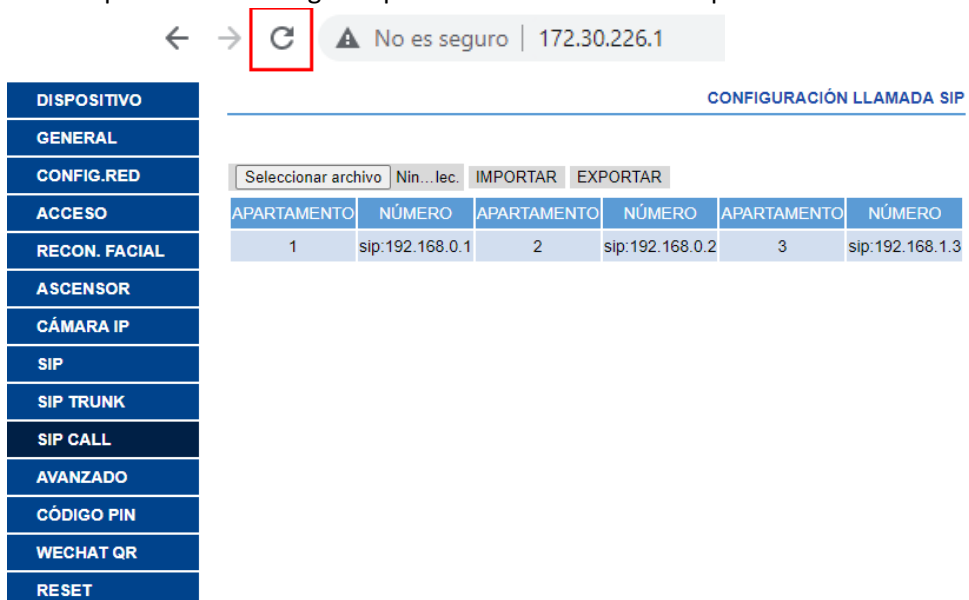 No es seguro | 172.30.226.1
DISPOSITIVO
GENERAL
CONFIG.RED
ACCESO
RECON. FACIAL
ASCENSOR
CÁMARA IP
SIP
SIP TRUNK
SIP CALL
AVANZADO
CÓDIGO PIN
WECHAT QR
RESET
CONFIGURACIÓN LLAMADA SIP
Seleccionar archivo Nin...lec. IMPORTAR EXPORTAR
APARTAMENTO NÚMERO APARTAMENTO NÚMERO APARTAMENTO NÚMERO
1 sip:192.168.0.1 2 sip:192.168.0.2 3 sip:192.168.1.3